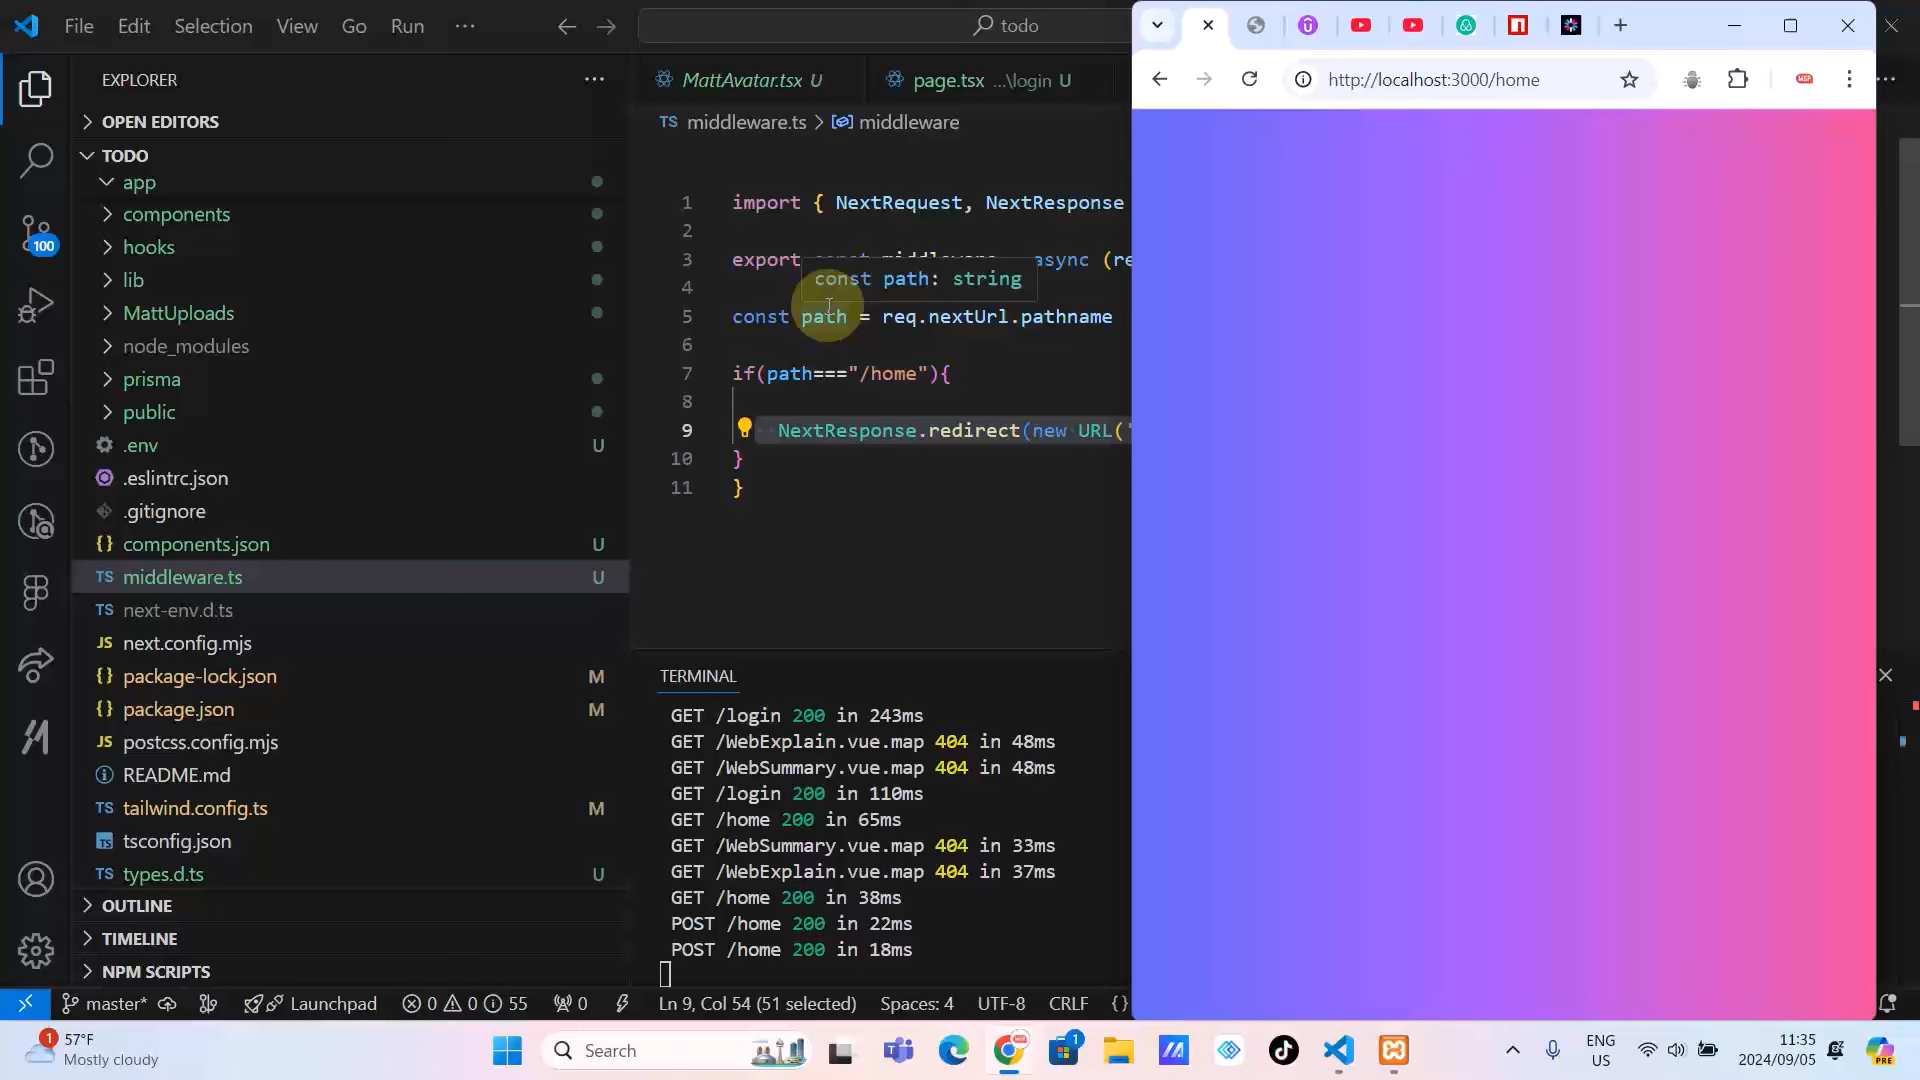 File Edit Selection View Go Run ···
todo
EXPLORER
OPEN EDITORS
TODO
app
components
hooks
lib
MattUploads
node_modules
prisma
public
.env U
.eslintrc.json
.gitignore
components.json U
middleware.ts U
next-env.d.ts
next.config.mjs
package-lock.json M
package.json M
postcss.config.mjs
README.md
tailwind.config.ts M
tsconfig.json
types.d.ts U
OUTLINE
TIMELINE
NPM SCRIPTS
100
MattAvatar.tsx U
page.tsx ...\login U
TS middleware.ts > middleware
1 import { NextRequest, NextResponse
2
3 export const middleware async (re
const path: string
4
5 const path = req.nextUrl.pathname
6
7 if(path==="/home"){
8
9 NextResponse.redirect(new URL(
10 }
11 }
TERMINAL
GET /login 200 in 243ms
GET /WebExplain.vue.map 404 in 48ms
GET /WebSummary.vue.map 404 in 48ms
GET /login 200 in 110ms
GET /home 200 in 65ms
GET /WebSummary.vue.map 404 in 33ms
GET /WebExplain.vue.map 404 in 37ms
GET /home 200 in 38ms
POST /home 200 in 22ms
POST /home 200 in 18ms
master* Launchpad 0 0 55 0 Ln 9, Col 54 (51 selected) Spaces: 4 UTF-8 CRLF {}
http://localhost:3000/home
1 57°F
Mostly cloudy
Search
1
ENG
US
11:35
2024/09/05
PRE